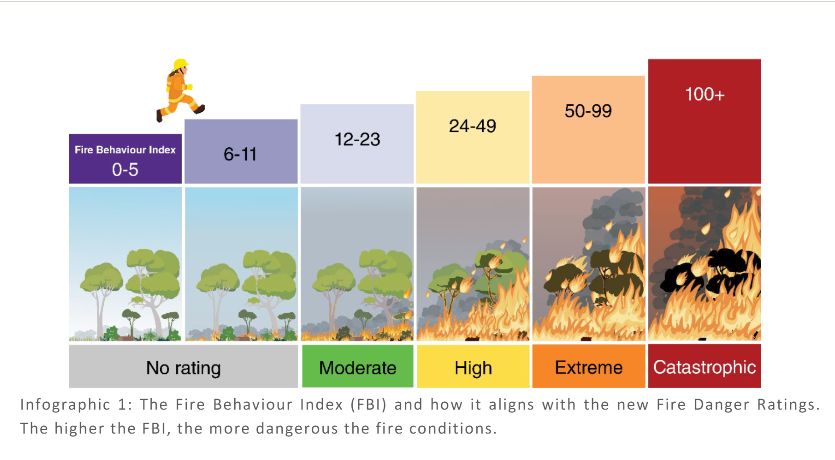 Fire Behaviour Index
0-5
6-11
12-23
24-49
50-99
100+
No rating
Moderate
High
Extreme
Catastrophic
Infographic 1: The Fire Behaviour Index (FBI) and how it aligns with the new Fire Danger Ratings.
The higher the FBI, the more dangerous the fire conditions.